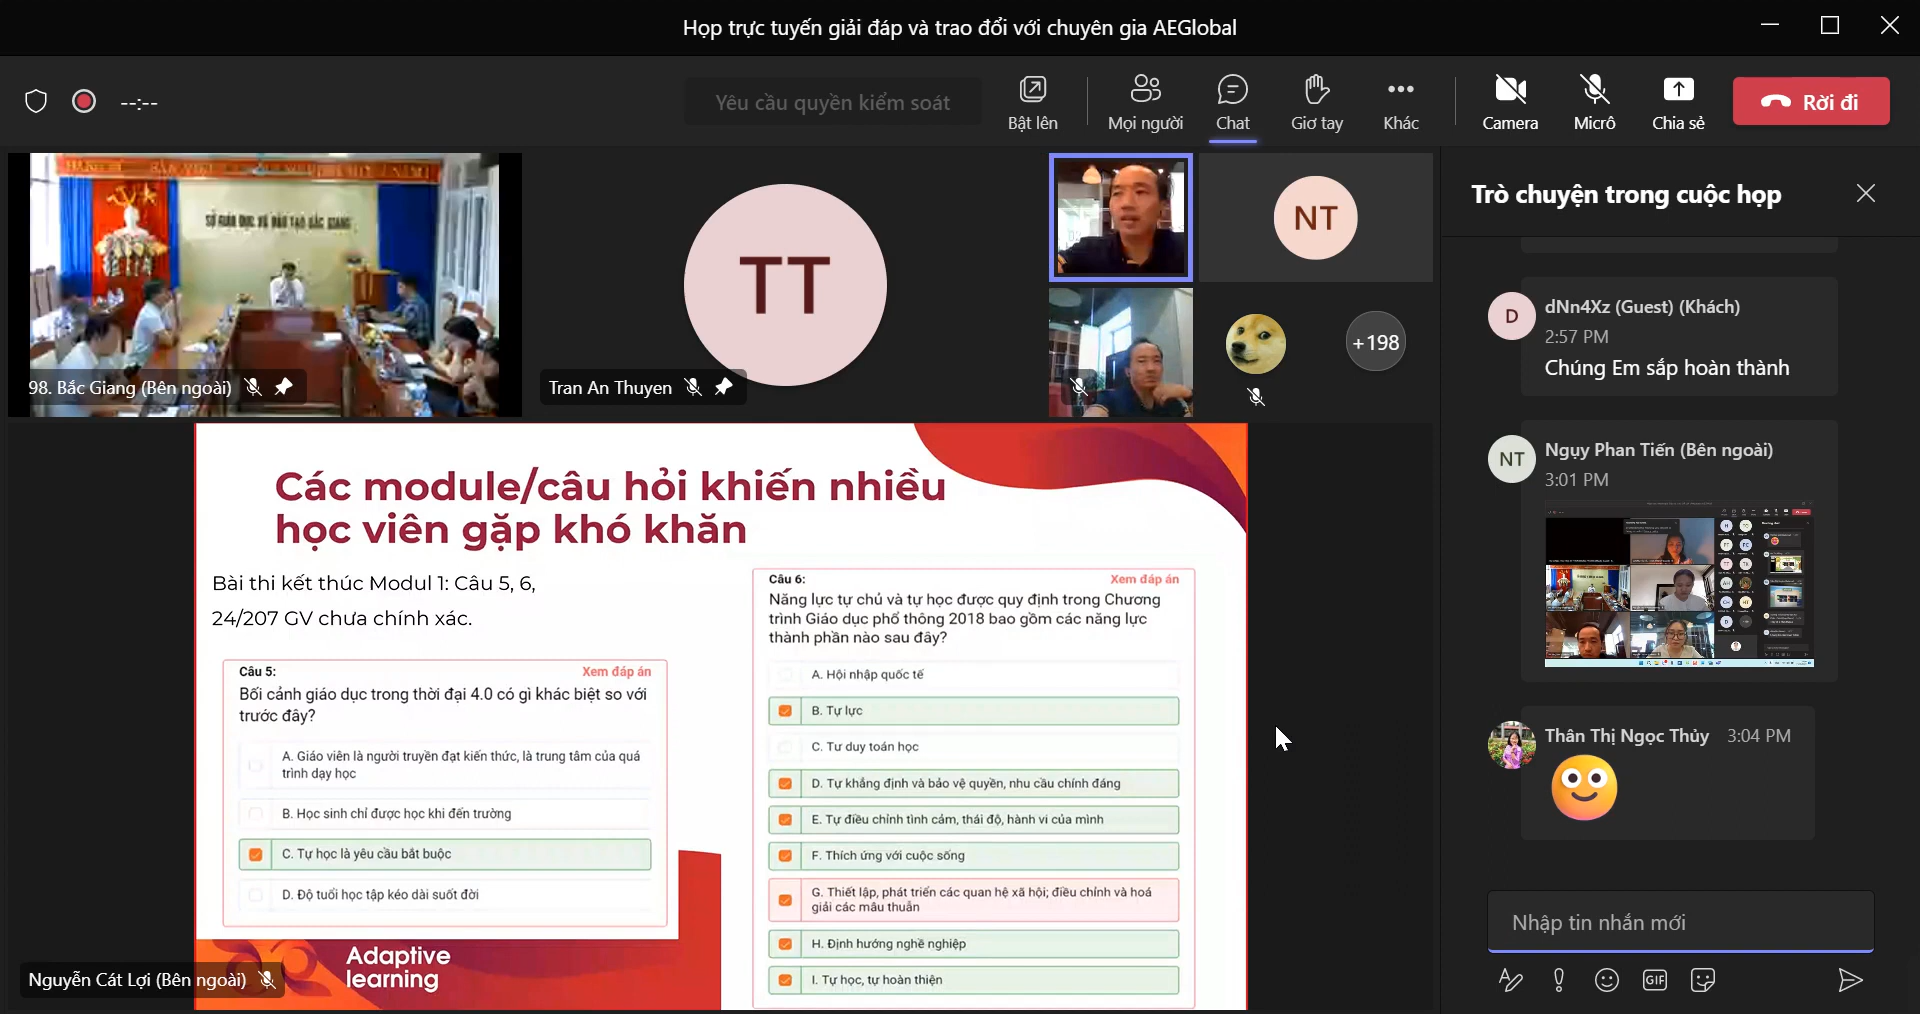 Họp trực tuyến giải đáp và trao đổi với chuyên gia AEGlobal
--:--
Yêu cầu quyền kiểm soát
Bật lên
Mọi người
Chat
Giơ tay
Khác
Camera
Micrô
Chia sẻ
Rời đi
SỞ GIÁO DỤC VÀ ĐÀO TẠO BẮC GIANG
98. Bắc Giang (Bên ngoài)
TT
Tran An Thuyen
NT
+198
Các module/câu hỏi khiến nhiều
học viên gặp khó khăn
Bài thi kết thúc Modul 1: Câu 5, 6,
24/207 GV chưa chính xác.
Câu 5:
Xem đáp án
Bối cảnh giáo dục trong thời đại 4.0 có gì khác biệt so với
trước đây?
A. Giáo viên là người truyền đạt kiến thức, là trung tâm của quá
trình dạy học
B. Học sinh chỉ được học khi đến trường
C. Tự học là yêu cầu bắt buộc
D. Độ tuổi học tập kéo dài suốt đời
Câu 6:
Xem đáp án
Năng lực tự chủ và tự học được quy định trong Chương
trình Giáo dục phổ thông 2018 bao gồm các năng lực
thành phần nào sau đây?
A. Hội nhập quốc tế
B. Tự lực
C. Tư duy toán học
D. Tự khẳng định và bảo vệ quyền, nhu cầu chính đáng
E. Tự điều chỉnh tình cảm, thái độ, hành vi của mình
F. Thích ứng với cuộc sống
G. Thiết lập, phát triển các quan hệ xã hội; điều chỉnh và hoá
giải các mâu thuẫn
H. Định hướng nghề nghiệp
I. Tự học, tự hoàn thiện
Adaptive
learning
Nguyễn Cát Lợi (Bên ngoài)
Trò chuyện trong cuộc họp
D
dNn4Xz (Guest) (Khách)
2:57 PM
Chúng Em sắp hoàn thành
NT
Ngụy Phan Tiến (Bên ngoài)
3:01 PM
Thân Thị Ngọc Thủy 3:04 PM
Nhập tin nhắn mới
GIF